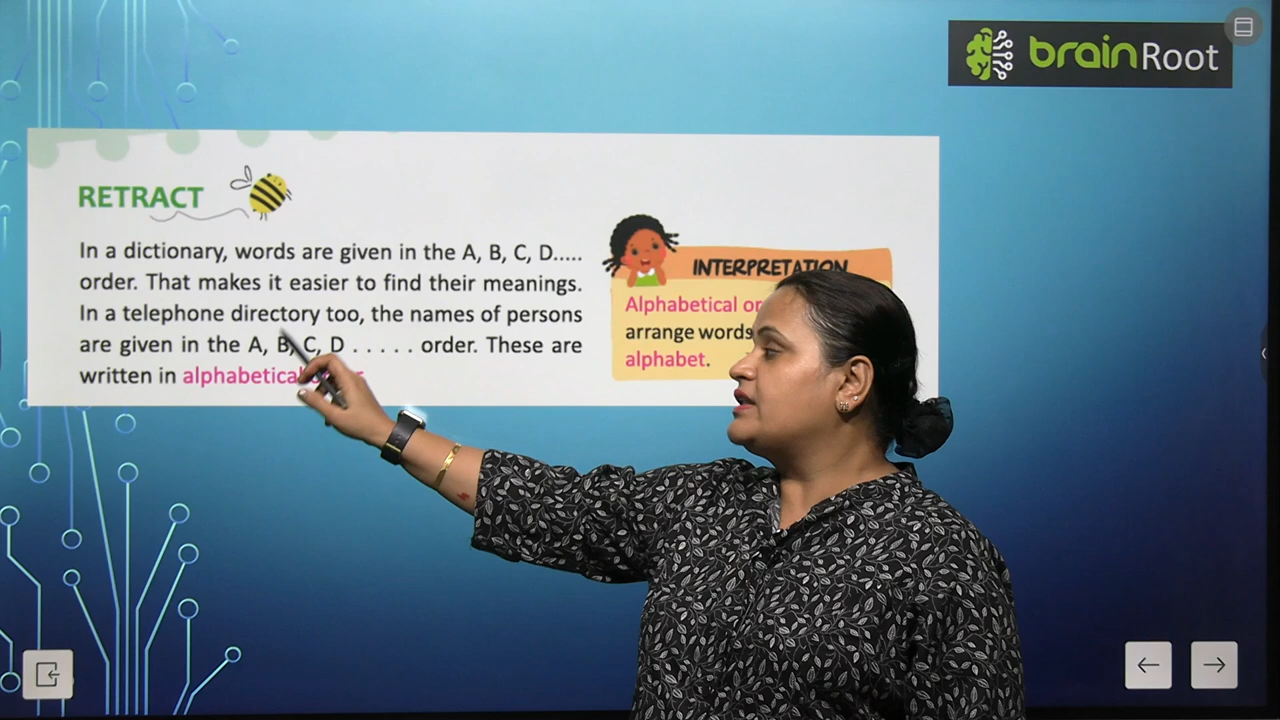 brainRoot
RETRACT
In a dictionary, words are given in the A, B, C, D.....
order. That makes it easier to find their meanings.
In a telephone directory too, the names of persons
are given in the A, B, C, D ..... order. These are
written in alphabetical
INTERPRETATION
Alphabetical
arrange words
alphabet.